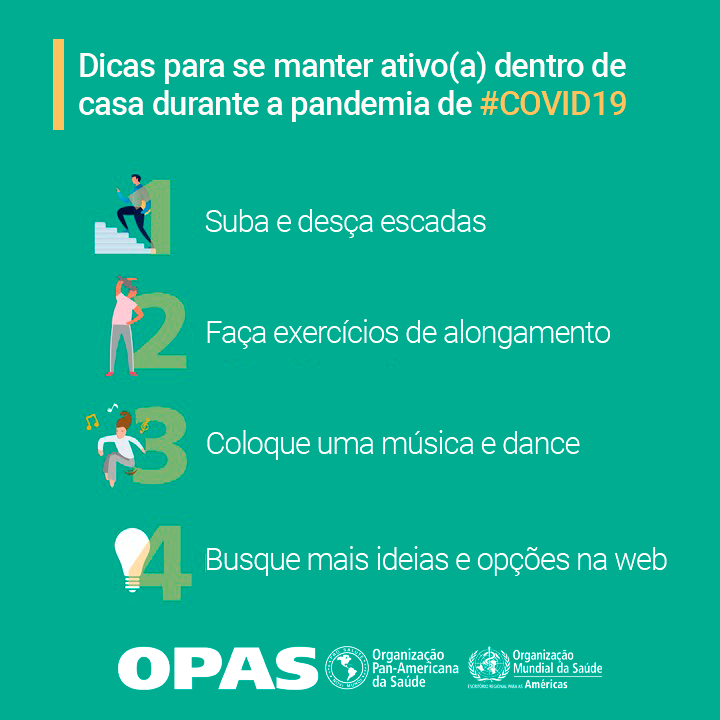 Dicas para se manter ativo(a) dentro de
casa durante a pandemia de #COVID19
1
Suba e desça escadas
2
Faça exercícios de alongamento
3
Coloque uma música e dance
4
Busque mais ideias e opções na web
OPAS
Organização
Pan-Americana
da Saúde
Organização
Mundial da Saúde
ESCRITÓRIO REGIONAL PARA AS Américas